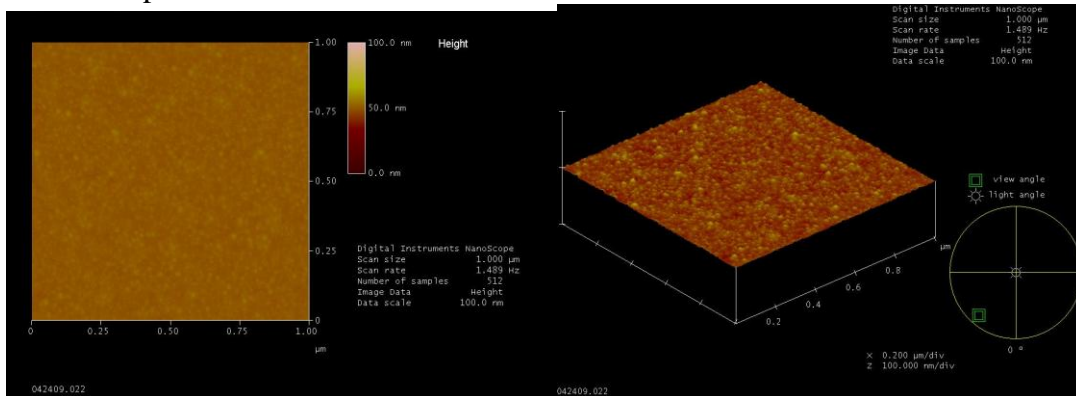 1.00
0.75
0.50
0.25
0
0
0.25
0.50
0.75
1.00
µm
100.0 nm
50.0 nm
0.0 nm
Height
Digital Instruments NanoScope
Scan size 1.000 µm
Scan rate 1.489 Hz
Number of samples 512
Image Data Height
Data scale 100.0 nm
042409.022
Digital Instruments NanoScope
Scan size 1.000 µm
Scan rate 1.489 Hz
Number of samples 512
Image Data Height
Data scale 100.0 nm
view angle
light angle
µm
0.8
0.6
0.4
0.2
X 0.200 µm/div
Z 100.000 nm/div
0 º
042409.022